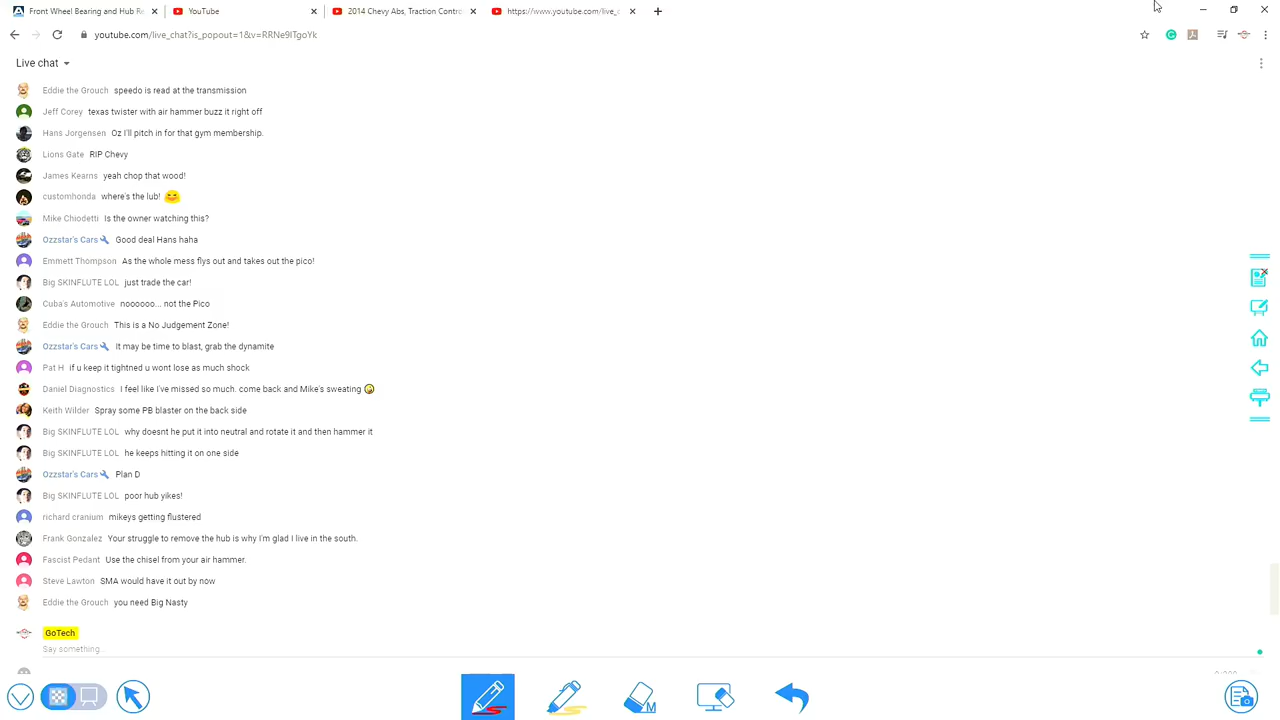 Front Wheel Bearing and Hub Re
YouTube
2014 Chevy Abs, Traction Contro
https://www.youtube.com/live_c
youtube.com/live_chat?is_popout=1&v=RRNe9ITgoYk
Live chat
Eddie the Grouch speedo is read at the transmission
Jeff Corey texas twister with air hammer buzz it right off
Hans Jorgensen Oz I'll pitch in for that gym membership.
Lions Gate RIP Chevy
James Kearns yeah chop that wood!
customhonda where's the lub!
Mike Chiodetti Is the owner watching this?
Ozzstar's Cars Good deal Hans haha
Emmett Thompson As the whole mess flys out and takes out the pico!
Big SKINFLUTE LOL just trade the car!
Cuba's Automotive noooooo... not the Pico
Eddie the Grouch This is a No Judgement Zone!
Ozzstar's Cars It may be time to blast, grab the dynamite
Pat H if u keep it tightned u wont lose as much shock
Daniel Diagnostics I feel like I've missed so much. come back and Mike's sweating
Keith Wilder Spray some PB blaster on the back side
Big SKINFLUTE LOL why doesnt he put it into neutral and rotate it and then hammer it
Big SKINFLUTE LOL he keeps hitting it on one side
Ozzstar's Cars Plan D
Big SKINFLUTE LOL poor hub yikes!
richard cranium mikeys getting flustered
Frank Gonzalez Your struggle to remove the hub is why I'm glad I live in the south.
Fascist Pedant Use the chisel from your air hammer.
Steve Lawton SMA would have it out by now
Eddie the Grouch you need Big Nasty
GoTech
Say something...
M